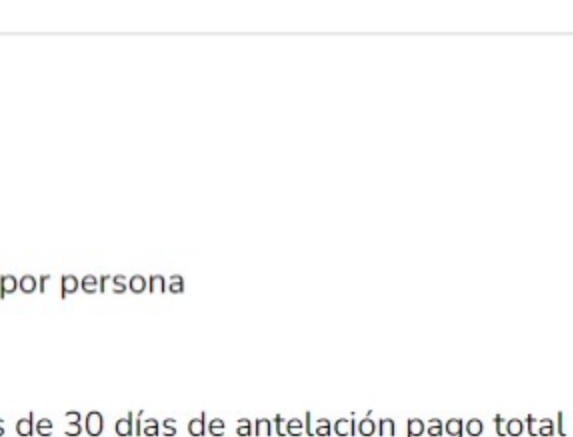 por persona
de 30 días de antelación pago total